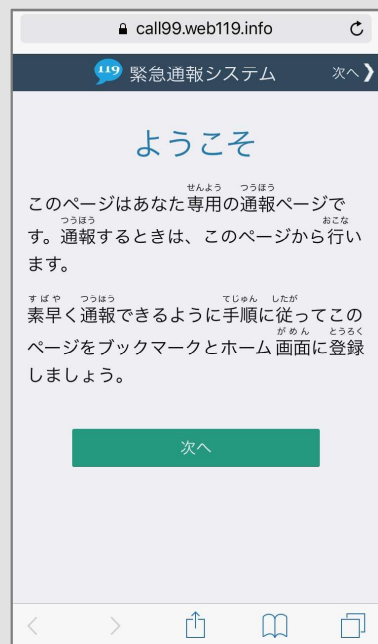 call99.web119.info
119 緊急通報システム 次へ ❯
ようこそ
せんよう つうほう
このページはあなた専用の通報ページで
つうほう おこな
す。通報するときは、このページから行い
ます。
すばや つうほう てじゅん したが
素早く通報できるように手順に従ってこの
がめん とうろく
ページをブックマークとホーム画面に登録
しましょう。
次へ